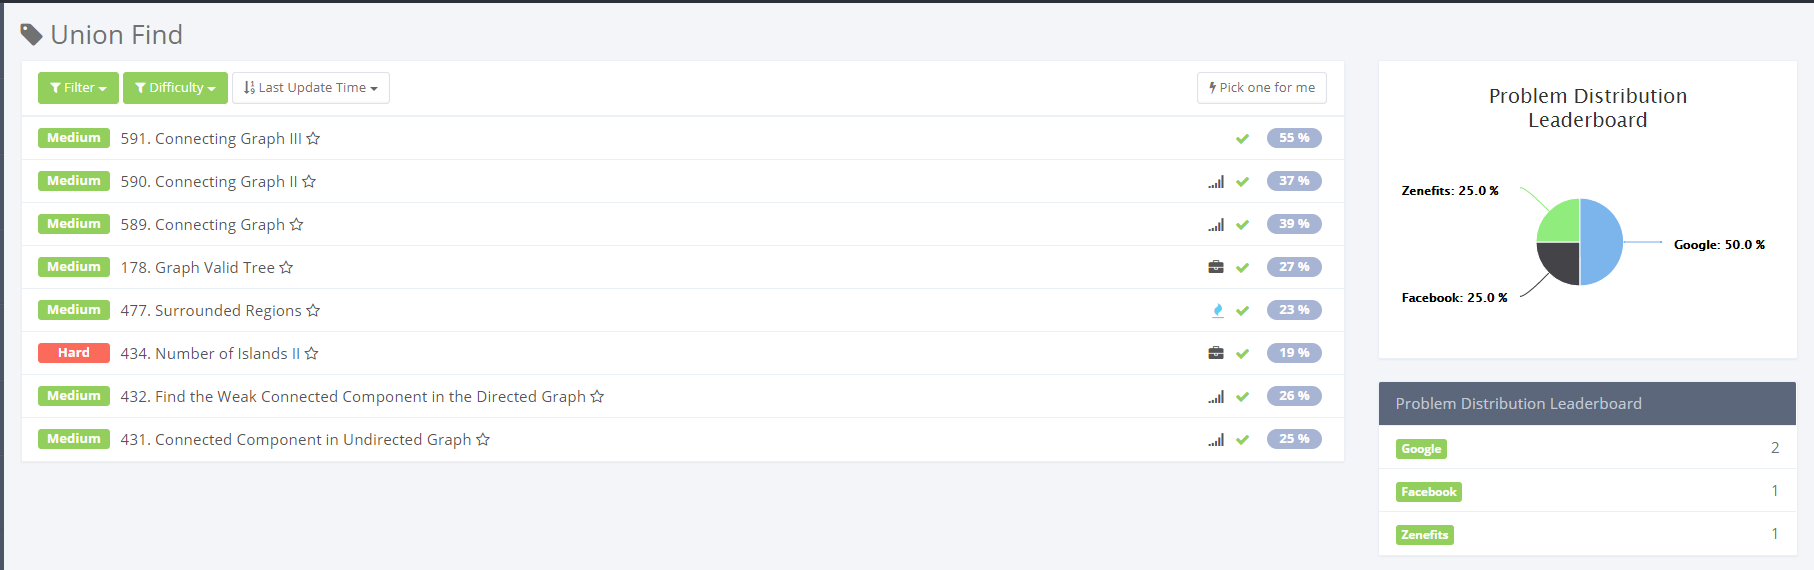 Union Find
Filter
Difficulty
Last Update Time
Pick one for me
Medium 591. Connecting Graph III 55 %
Medium 590. Connecting Graph II 37 %
Medium 589. Connecting Graph 39 %
Medium 178. Graph Valid Tree 27 %
Medium 477. Surrounded Regions 23 %
Hard 434. Number of Islands II 19 %
Medium 432. Find the Weak Connected Component in the Directed Graph 26 %
Medium 431. Connected Component in Undirected Graph 25 %
Problem Distribution
Leaderboard
Zenefits: 25.0 %
Google: 50.0 %
Facebook: 25.0 %
Problem Distribution Leaderboard
Google 2
Facebook 1
Zenefits 1